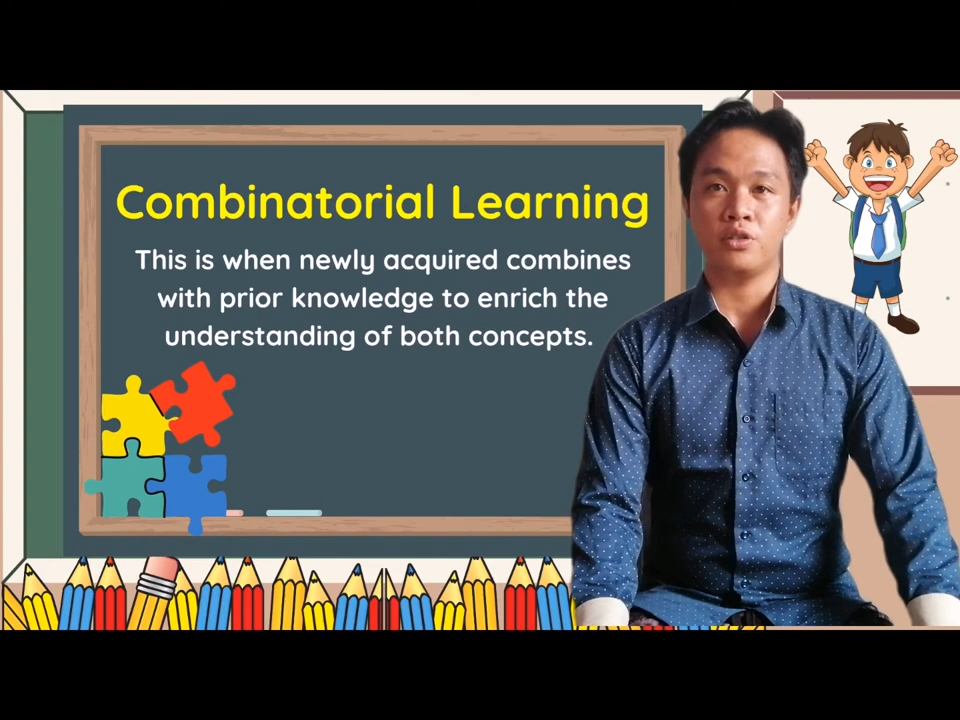 Combinatorial Learning
This is when newly acquired combines
with prior knowledge to enrich the
understanding of both concepts.